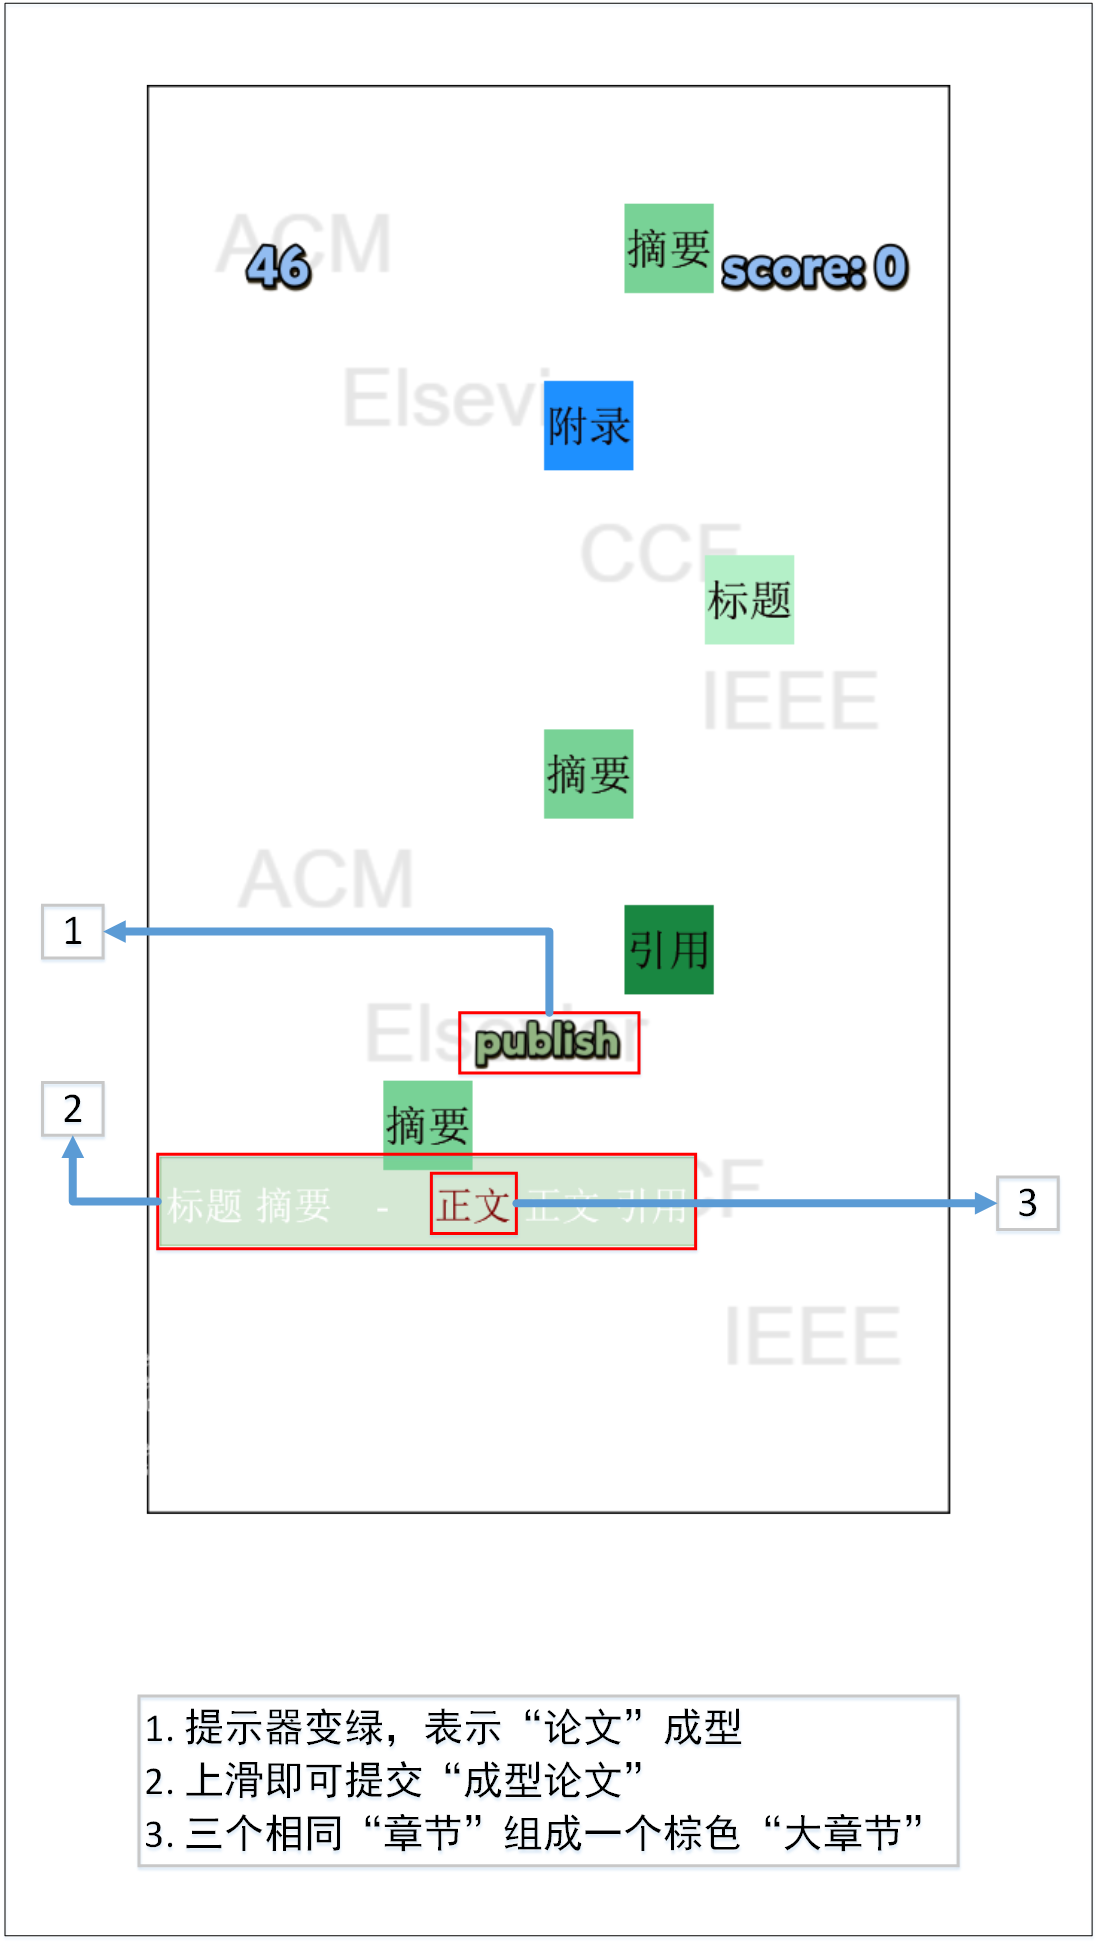 ACM
摘要
46
score: 0
Elsevi
附录
CCF
标题
IEEE
摘要
ACM
1
引用
Elsevier
publish
2
摘要
标题 摘要 - 正文 正文 引用
CF
3
IEEE
1. 提示器变绿，表示“论文”成型
2. 上滑即可提交“成型论文”
3. 三个相同“章节”组成一个棕色“大章节”